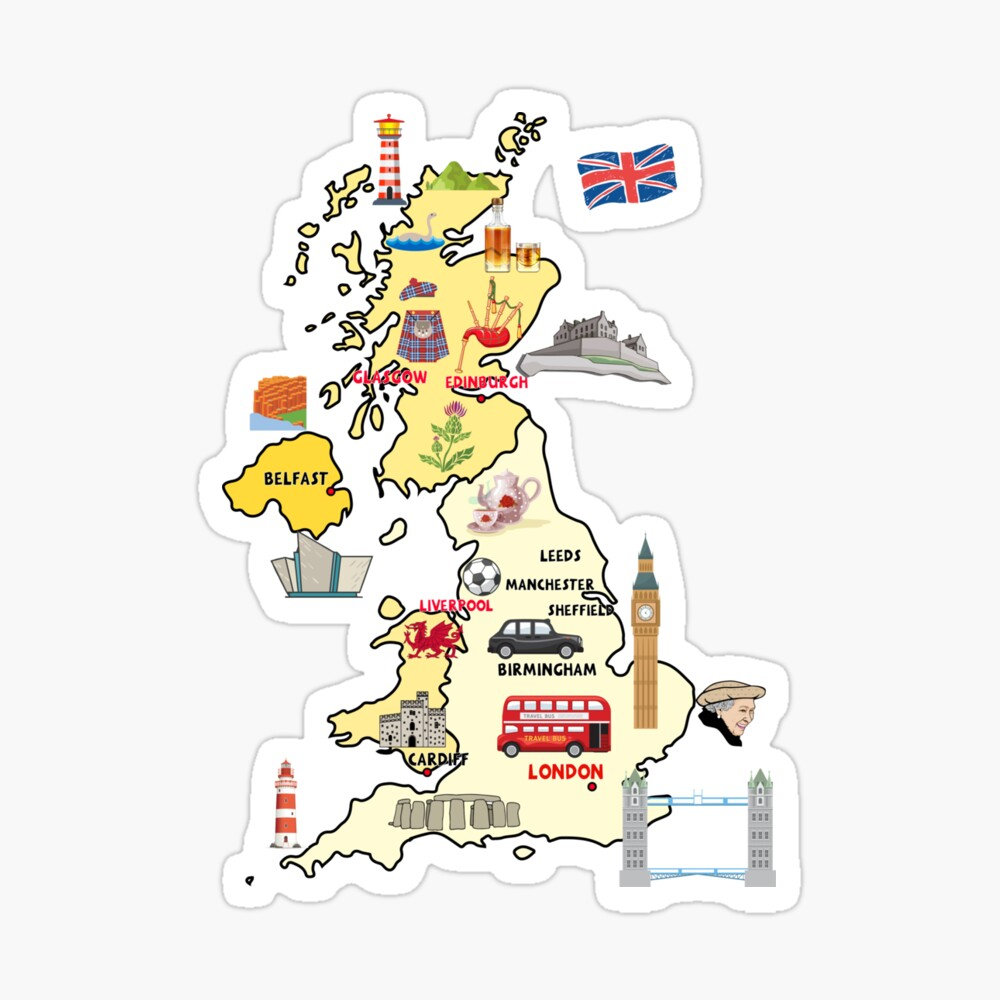 GLASGOW
EDINBURGH
BELFAST
LEEDS
MANCHESTER
LIVERPOOL
SHEFFIELD
BIRMINGHAM
TRAVEL BUS
TRAVEL BUS
CARDIFF
LONDON